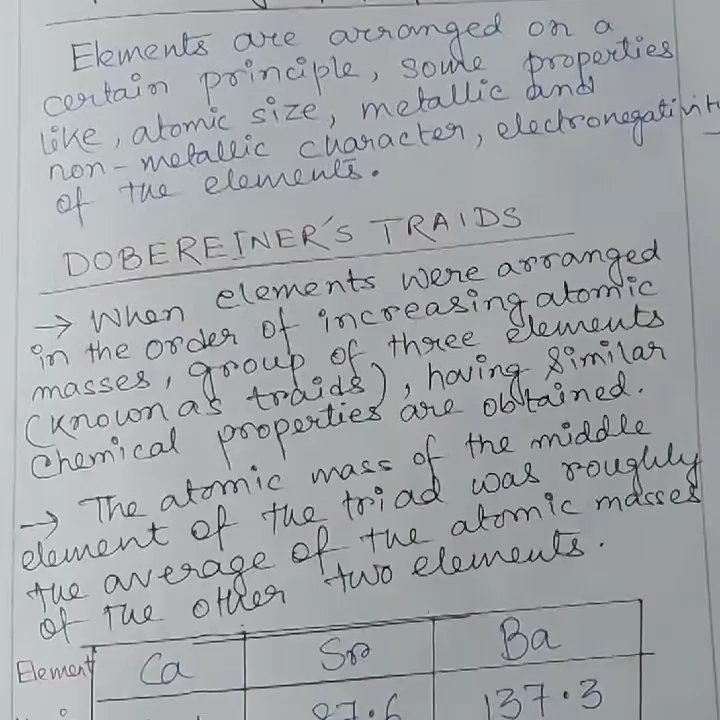 Elements are arranged on a
certain principle, some properties
like, atomic size, metallic and
non-metallic character, electronegativit
of the elements.
DOBEREINER'S TRAIDS
→ When elements were arranged
in the order of increasing atomic
masses, group of three elements
(known as traids), having similar
chemical properties are obtained.
→ The atomic mass of the middle
element of the triad was roughly
the average of the atomic masses
of the other two elements.
Element Ca Sr Ba
87.6 137.3